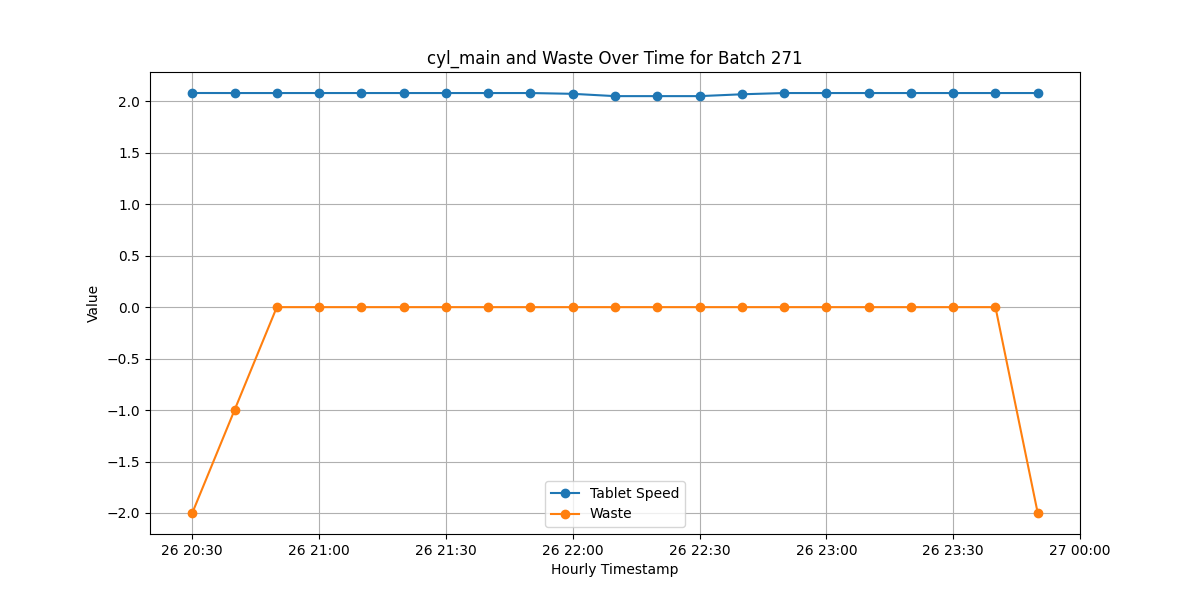 cyl_main and Waste Over Time for Batch 271
2.0
1.5
1.0
0.5
0.0
−0.5
−1.0
−1.5
−2.0
Value
Tablet Speed
Waste
26 20:30 26 21:00 26 21:30 26 22:00 26 22:30 26 23:00 26 23:30 27 00:00
Hourly Timestamp